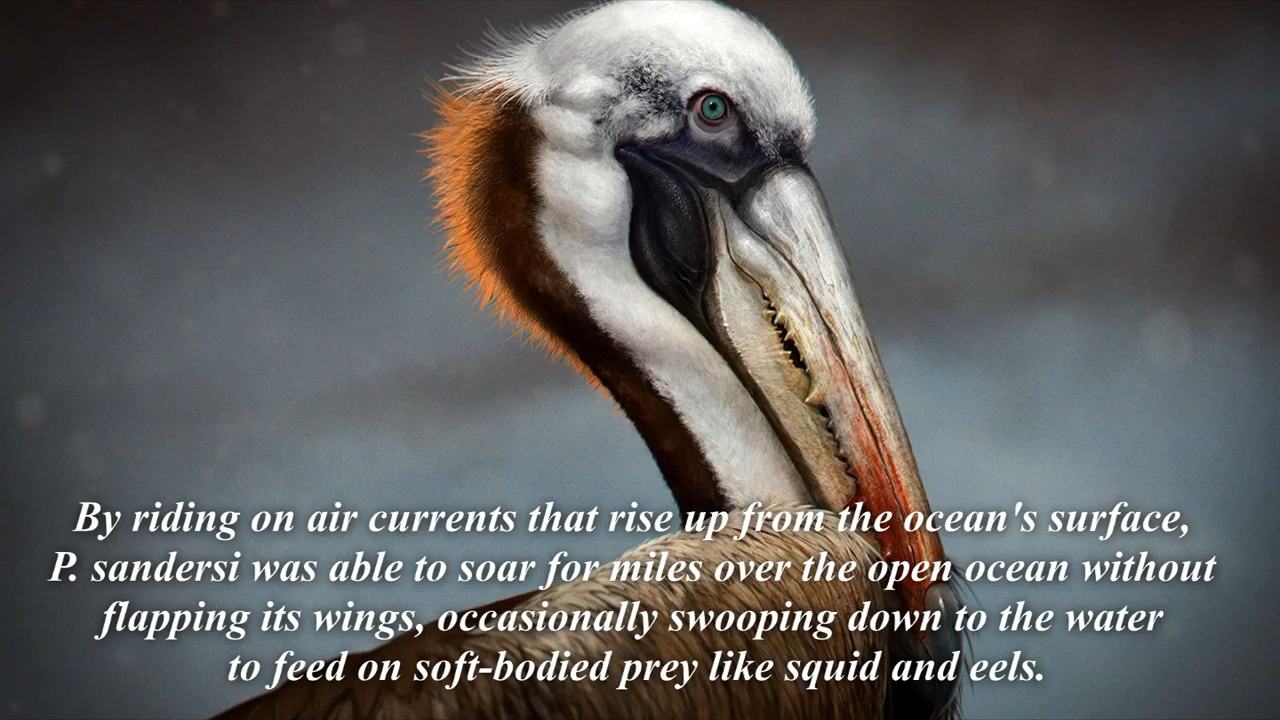 By riding on air currents that rise up from the ocean's surface,
P. sandersi was able to soar for miles over the open ocean without
flapping its wings, occasionally swooping down to the water
to feed on soft-bodied prey like squid and eels.